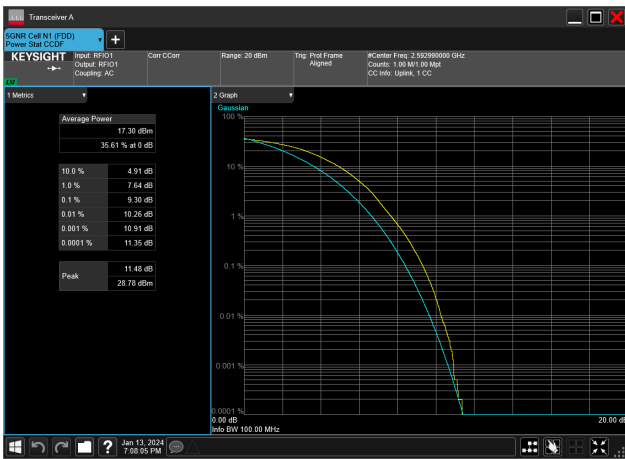 Transceiver A
5GNR Cell N1 (FDD)
Power Stat CCDF
KEYSIGHT
Input: RFIO1
Output: RFIO1
Coupling: AC
Corr CCorr
Range: 20 dBm
Trig: Prot Frame
Aligned
#Center Freq: 2.592990000 GHz
Counts: 1.00 M/1.00 Mpt
CC Info: Uplink, 1 CC
1 Metrics
Average Power
17.30 dBm
35.61 % at 0 dB
10.0 % 4.91 dB
1.0 % 7.64 dB
0.1 % 9.30 dB
0.01 % 10.26 dB
0.001 % 10.91 dB
0.0001 % 11.35 dB
Peak
11.48 dB
28.78 dBm
2 Graph
Gaussian
100 %
10 %
1 %
0.1 %
0.01 %
0.001 %
0.0001 %
0.00 dB
20.00 dB
Info BW 100.00 MHz
Jan 13, 2024
7:08:05 PM